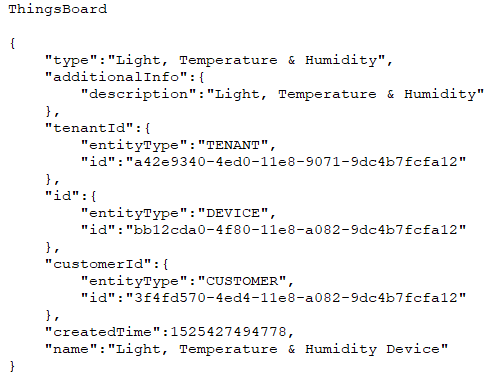 ThingsBoard
{
"type":"Light, Temperature & Humidity",
"additionalInfo":{
"description":"Light, Temperature & Humidity"
},
"tenantId":{
"entityType":"TENANT",
"id":"a42e9340-4ed0-11e8-9071-9dc4b7fcfa12"
},
"id":{
"entityType":"DEVICE",
"id":"bb12cda0-4f80-11e8-a082-9dc4b7fcfa12"
},
"customerId":{
"entityType":"CUSTOMER",
"id":"3f4fd570-4ed4-11e8-a082-9dc4b7fcfa12"
},
"createdTime":1525427494778,
"name":"Light, Temperature & Humidity Device"
}